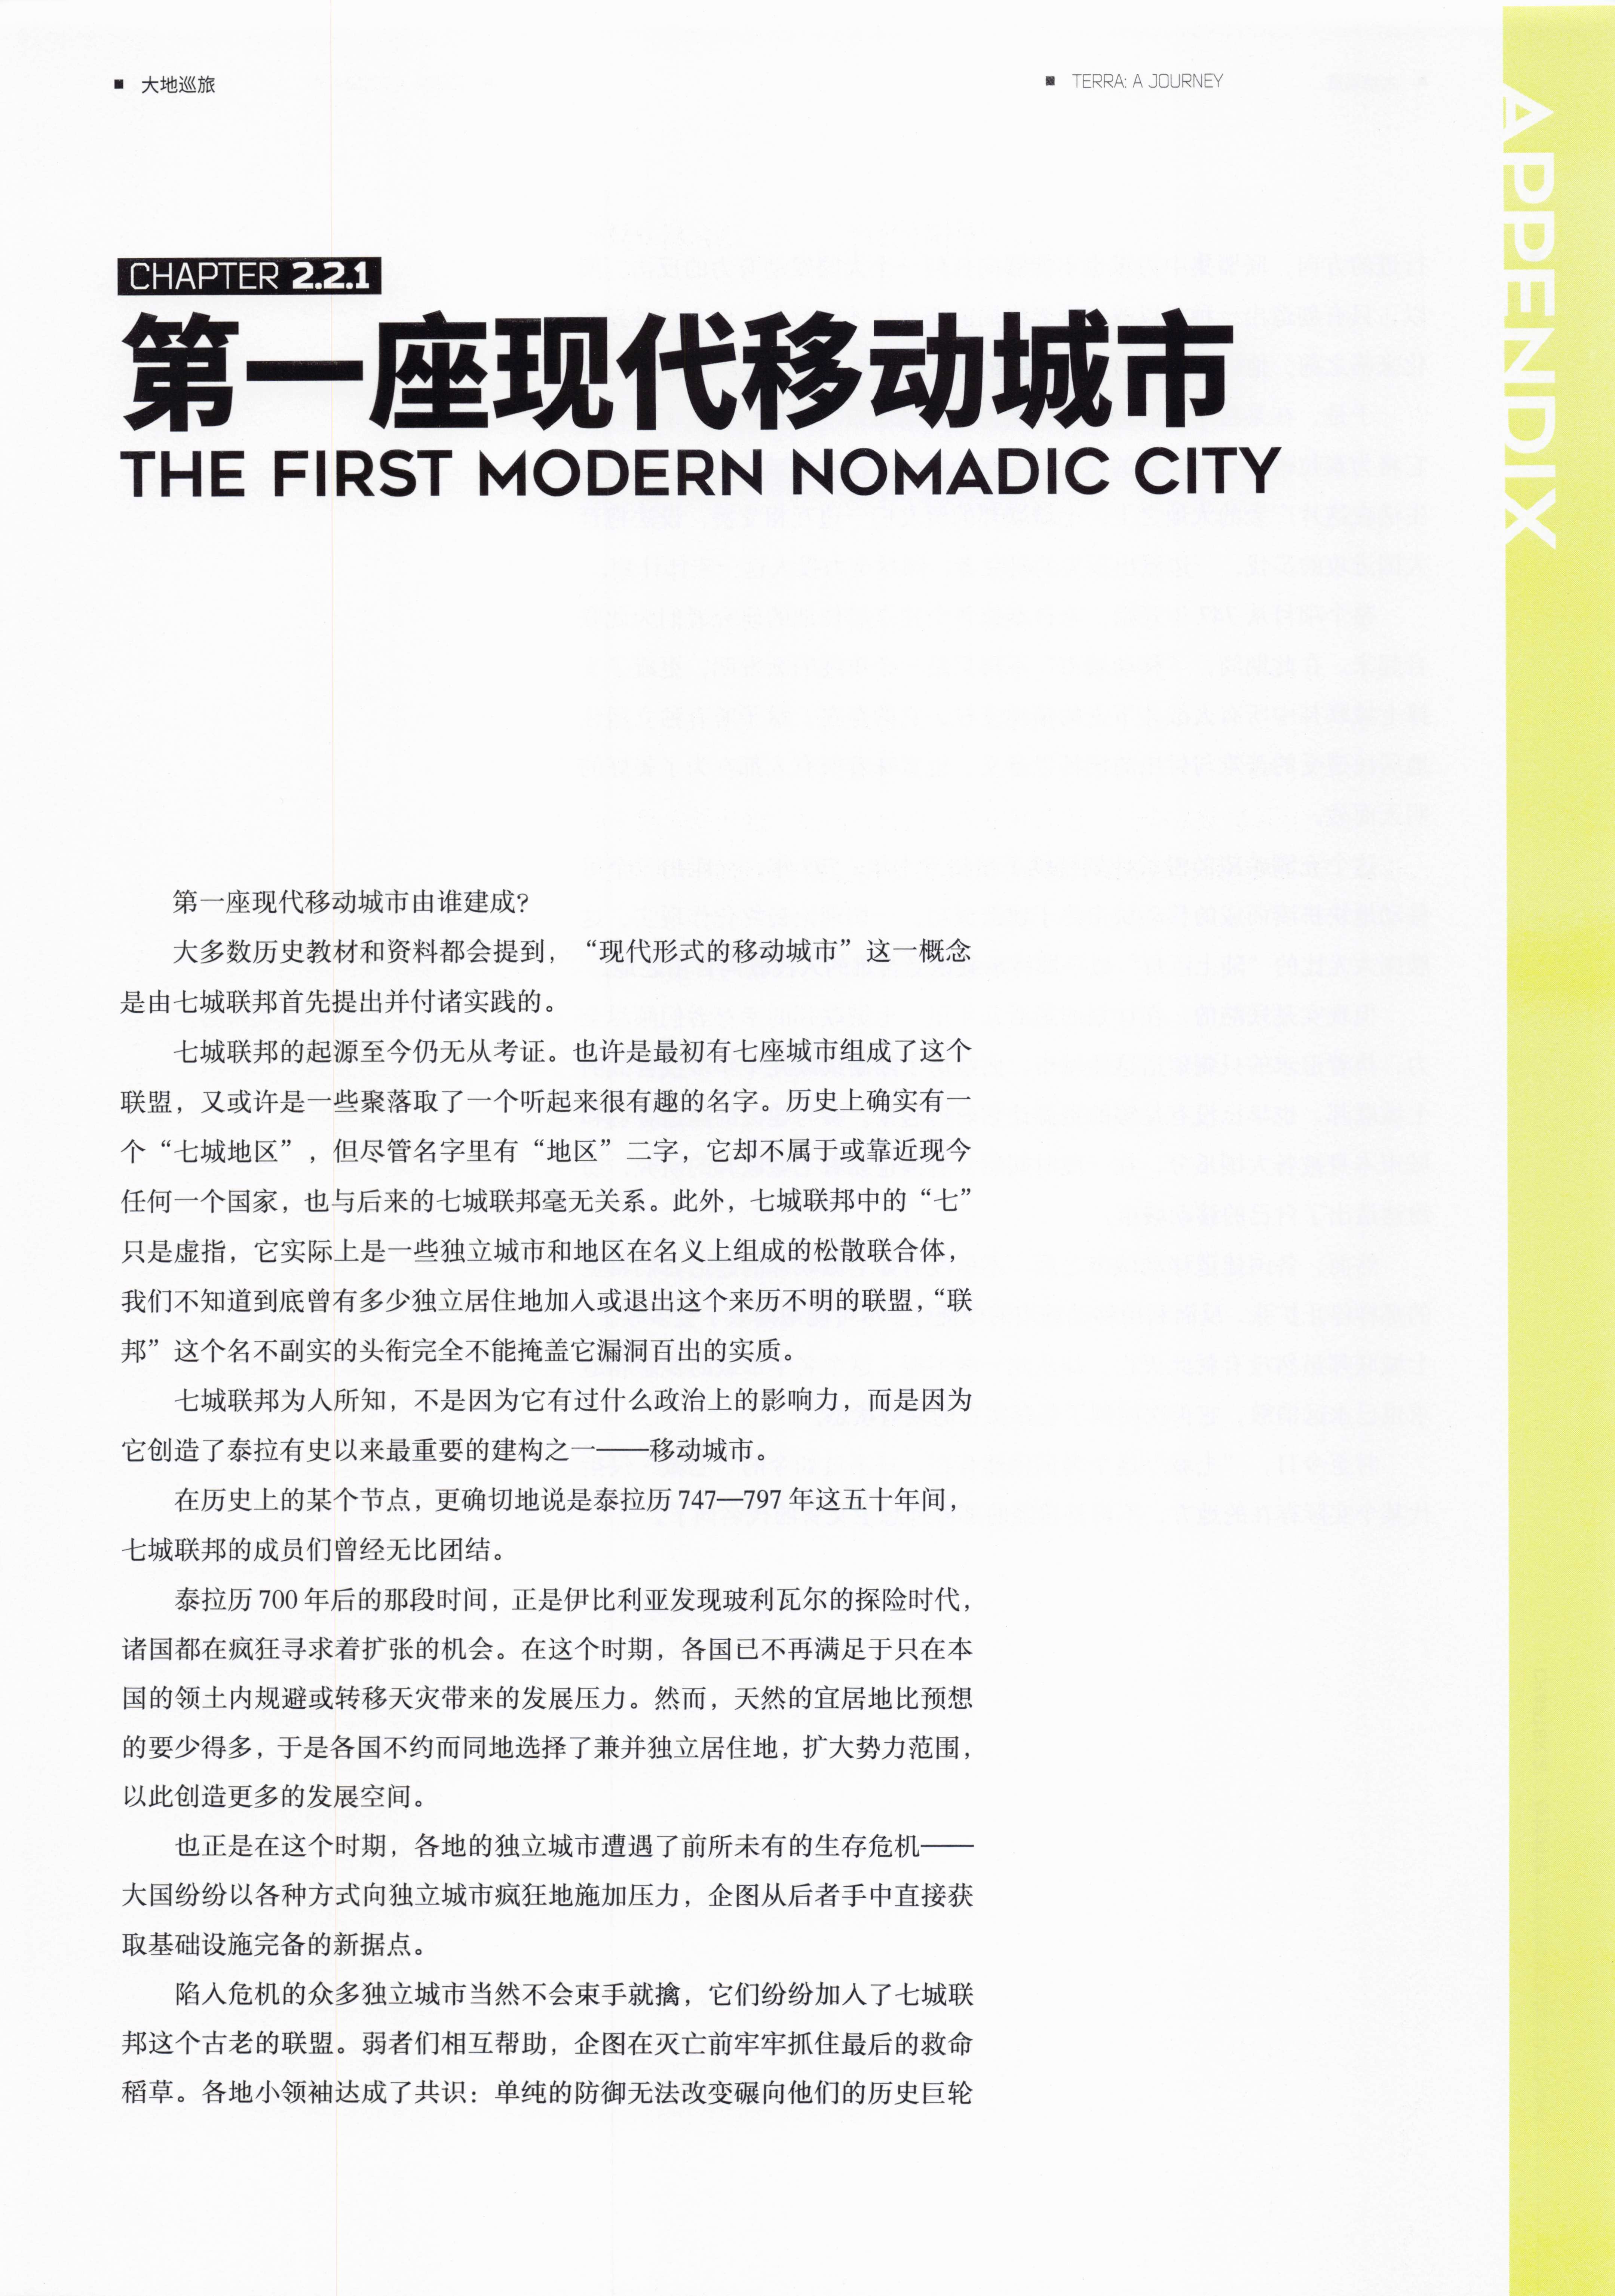 大地巡旅
TERRA: A JOURNEY
APPENDIX
CHAPTER 2.2.1
第一座现代移动城市
THE FIRST MODERN NOMADIC CITY
第一座现代移动城市由谁建成？
大多数历史教材和资料都会提到，“现代形式的移动城市”这一概念
是由七城联邦首先提出并付诸实践的。
七城联邦的起源至今仍无从考证。也许是最初有七座城市组成了这个
联盟，又或许是一些聚落取了一个听起来很有趣的名字。历史上确实有一
个“七城地区”，但尽管名字里有“地区”二字，它却不属于或靠近现今
任何一个国家，也与后来的七城联邦毫无关系。此外，七城联邦中的“七”
只是虚指，它实际上是一些独立城市和地区在名义上组成的松散联合体，
我们不知道到底曾有多少独立居住地加入或退出这个来历不明的联盟，“联
邦”这个名不副实的头衔完全不能掩盖它漏洞百出的实质。
七城联邦为人所知，不是因为它有过什么政治上的影响力，而是因为
它创造了泰拉有史以来最重要的建构之一——移动城市。
在历史上的某个节点，更确切地说是泰拉历 747—797 年这五十年间，
七城联邦的成员们曾经无比团结。
泰拉历 700 年后的那段时间，正是伊比利亚发现玻利瓦尔的探险时代，
诸国都在疯狂寻求着扩张的机会。在这个时期，各国已不再满足于只在本
国的领土内规避或转移天灾带来的发展压力。然而，天然的宜居地比预想
的要少得多，于是各国不约而同地选择了兼并独立居住地，扩大势力范围，
以此创造更多的发展空间。
也正是在这个时期，各地的独立城市遭遇了前所未有的生存危机——
大国纷纷以各种方式向独立城市疯狂地施加压力，企图从后者手中直接获
取基础设施完备的新据点。
陷入危机的众多独立城市当然不会束手就擒，它们纷纷加入了七城联
邦这个古老的联盟。弱者们相互帮助，企图在灭亡前牢牢抓住最后的救命
稻草。各地小领袖达成了共识：单纯的防御无法改变碾向他们的历史巨轮